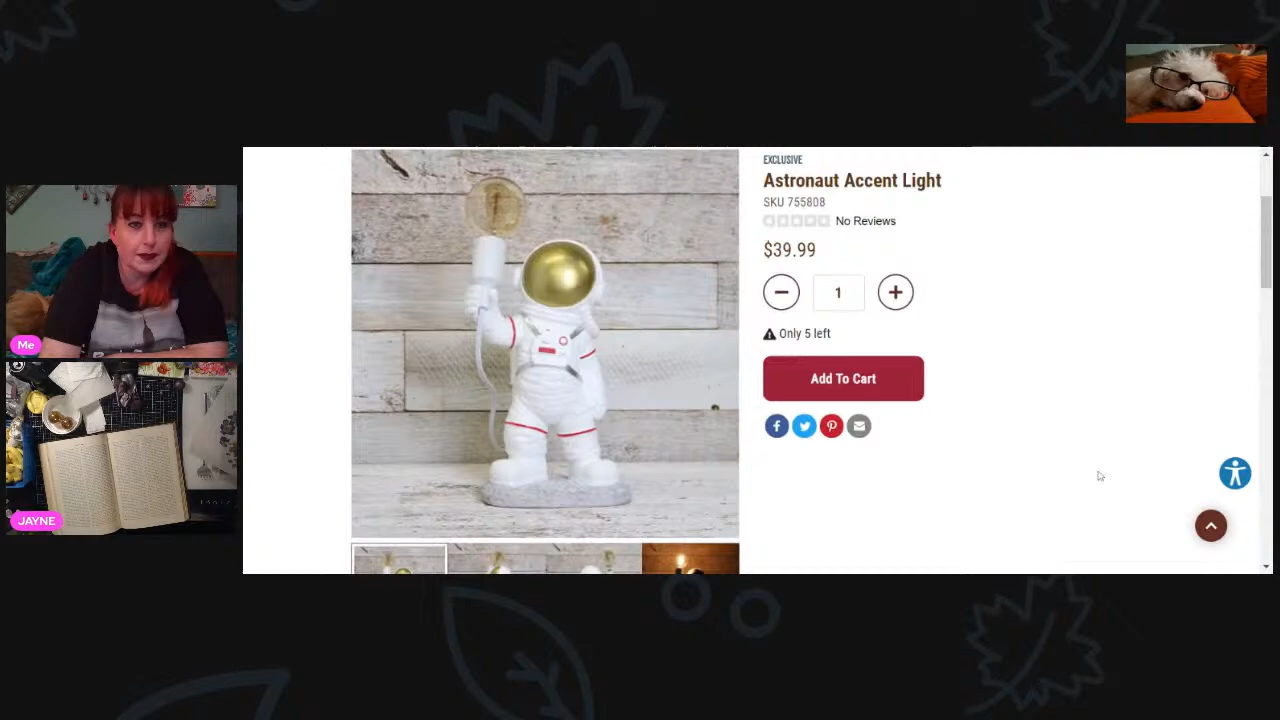 EXCLUSIVE
Astronaut Accent Light
SKU 755808
No Reviews
$39.99
1
Only 5 left
Add To Cart
Me
JAYNE